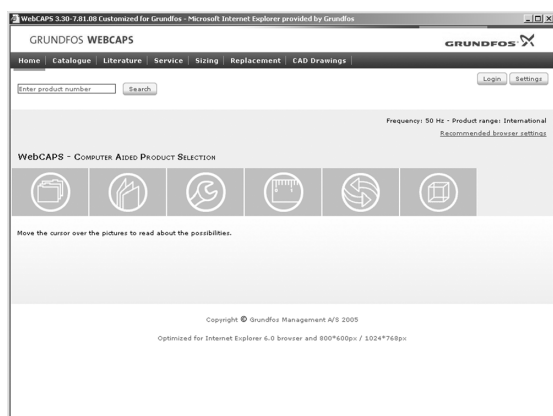 WebCAPS 3.30-7.81.08 Customized for Grundfos - Microsoft Internet Explorer provided by Grundfos
GRUNDFOS WEBCAPS
GRUNDFOS
Home | Catalogue | Literature | Service | Sizing | Replacement | CAD Drawings |
Login Settings
Enter product number Search
Frequency: 50 Hz - Product range: International
Recommended browser settings
WebCAPS - Computer Aided Product Selection
Move the cursor over the pictures to read about the possibilities.
Copyright © Grundfos Management A/S 2005
Optimized for Internet Explorer 6.0 browser and 800*600px / 1024*768px